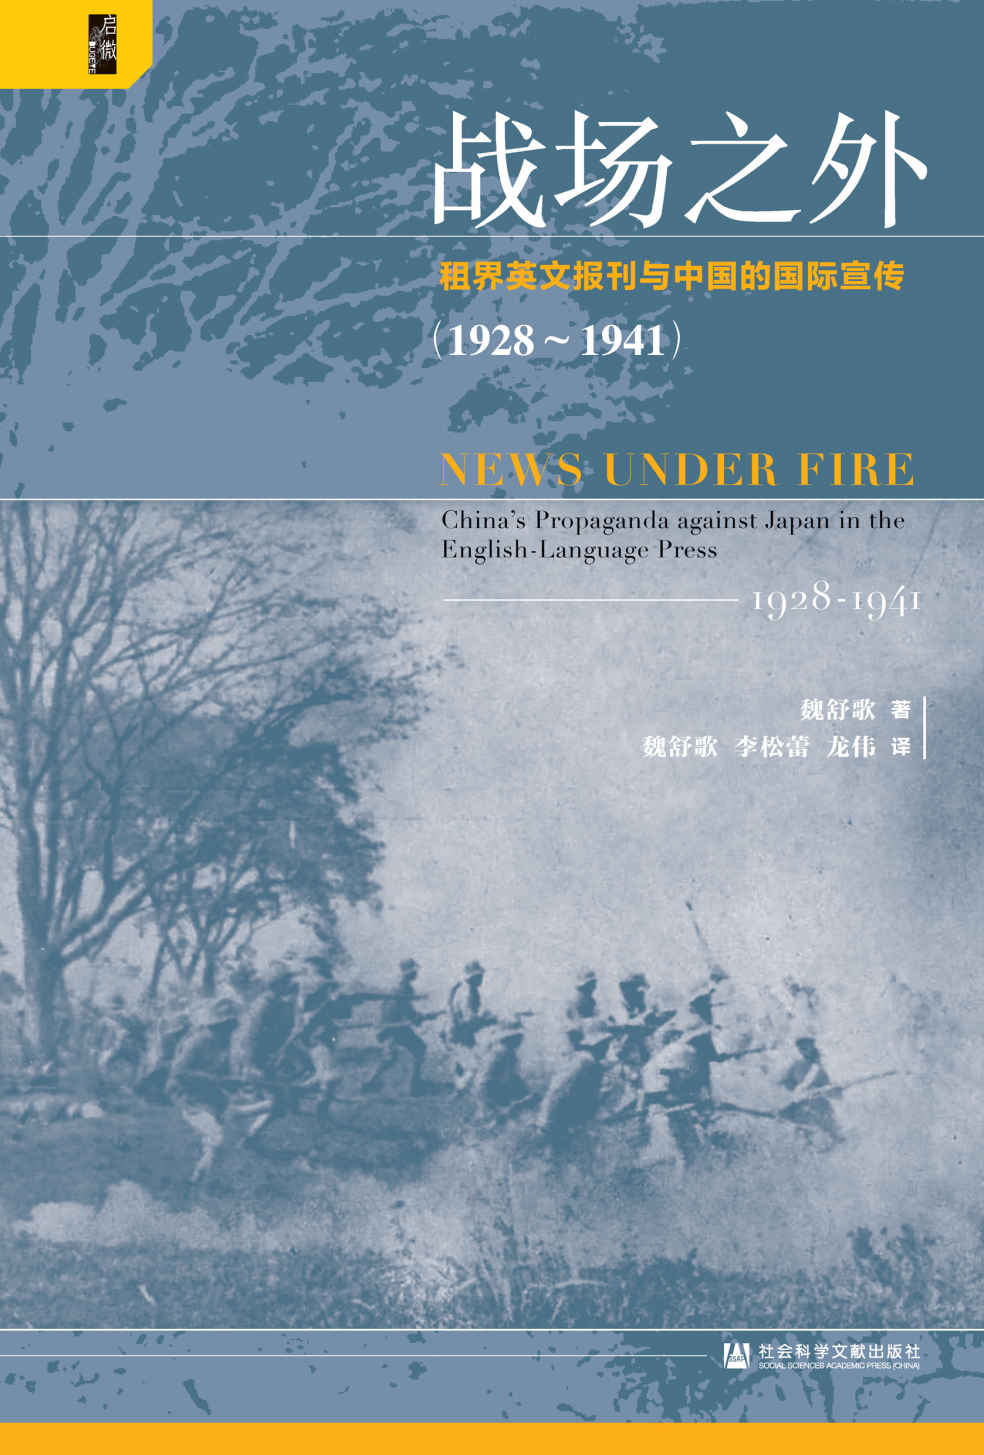 启微
战场之外
租界英文报刊与中国的国际宣传
(1928～1941)
NEWS UNDER FIRE
China's Propaganda against Japan in the
English-Language Press
1928-1941
魏舒歌 著
魏舒歌 李松蕾 龙伟 译
社会科学文献出版社
SOCIAL SCIENCES ACADEMIC PRESS (CHINA)